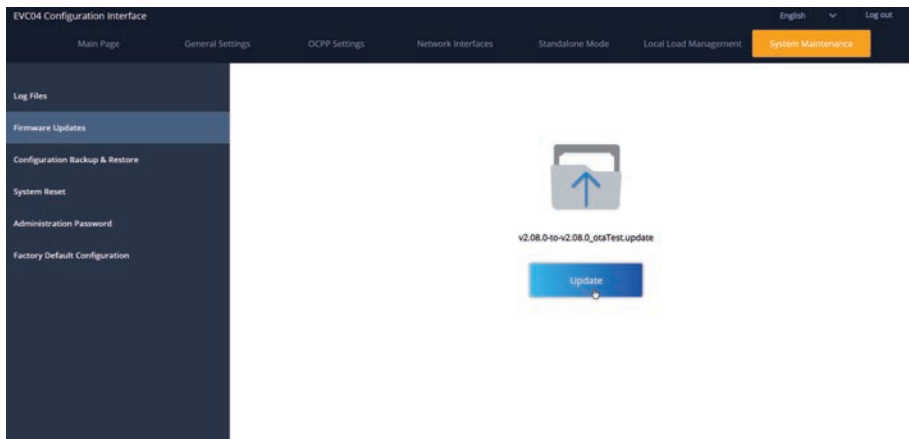 EVC04 Configuration Interface
English
Log out
Main Page
General Settings
OCPP Settings
Network Interfaces
Standalone Mode
Local Load Management
System Maintenance
Log Files
Firmware Updates
Configuration Backup & Restore
System Reset
Administration Password
Factory Default Configuration
v2.08.0-to-v2.08.0_otaTest.update
Update